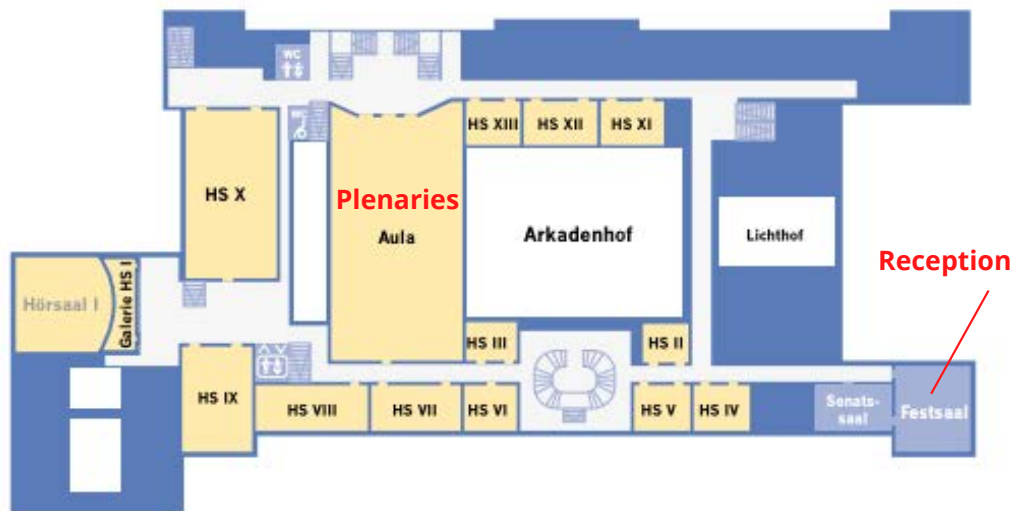 WC
HS XIII
HS XII
HS XI
HS X
Plenaries
Aula
Arkadenhof
Lichthof
Reception
Hörsaal I
Galerie HS I
HS III
HS II
HS IX
HS VIII
HS VII
HS VI
HS V
HS IV
Senats-
saal
Festsaal